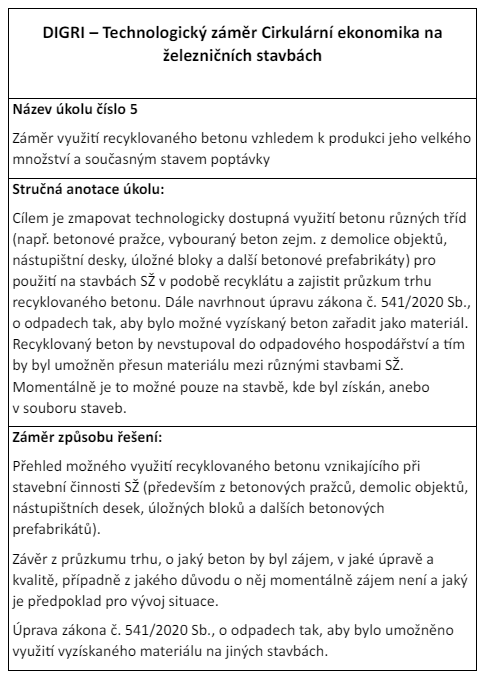 DIGRI – Technologický záměr Cirkulární ekonomika na
železničních stavbách
Název úkolu číslo 5
Záměr využití recyklovaného betonu vzhledem k produkci jeho velkého
množství a současným stavem poptávky
Stručná anotace úkolu:
Cílem je zmapovat technologicky dostupná využití betonu různých tříd
(např. betonové pražce, vybouraný beton zejm. z demolice objektů,
nástupištní desky, úložné bloky a další betonové prefabrikáty) pro
použití na stavbách SŽ v podobě recyklátu a zajistit průzkum trhu
recyklovaného betonu. Dále navrhnout úpravu zákona č. 541/2020 Sb.,
o odpadech tak, aby bylo možné vyzískaný beton zařadit jako materiál.
Recyklovaný beton by nevstupoval do odpadového hospodářství a tím
by byl umožněn přesun materiálu mezi různými stavbami SŽ.
Momentálně je to možné pouze na stavbě, kde byl získán, anebo
v souboru staveb.
Záměr způsobu řešení:
Přehled možného využití recyklovaného betonu vznikajícího při
stavební činnosti SŽ (především z betonových pražců, demolic objektů,
nástupištních desek, úložných bloků a dalších betonových
prefabrikátů).
Závěr z průzkumu trhu, o jaký beton by byl zájem, v jaké úpravě a
kvalitě, případně z jakého důvodu o něj momentálně zájem není a jaký
je předpoklad pro vývoj situace.
Úprava zákona č. 541/2020 Sb., o odpadech tak, aby bylo umožněno
využití vyzískaného materiálu na jiných stavbách.